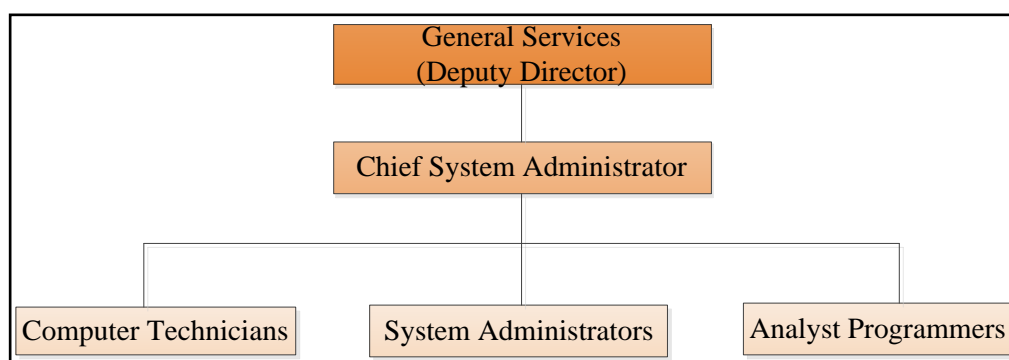 General Services
(Deputy Director)
Chief System Administrator
Computer Technicians
System Administrators
Analyst Programmers